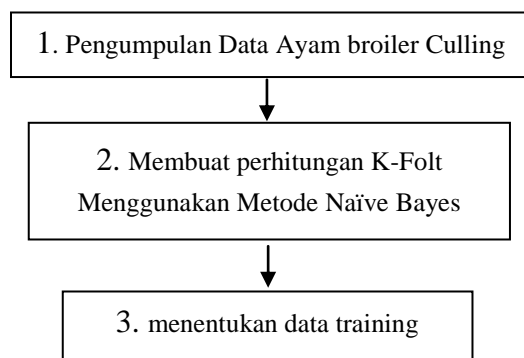 1. Pengumpulan Data Ayam broiler Culling
2. Membuat perhitungan K-Folt
Menggunakan Metode Naïve Bayes
3. menentukan data training